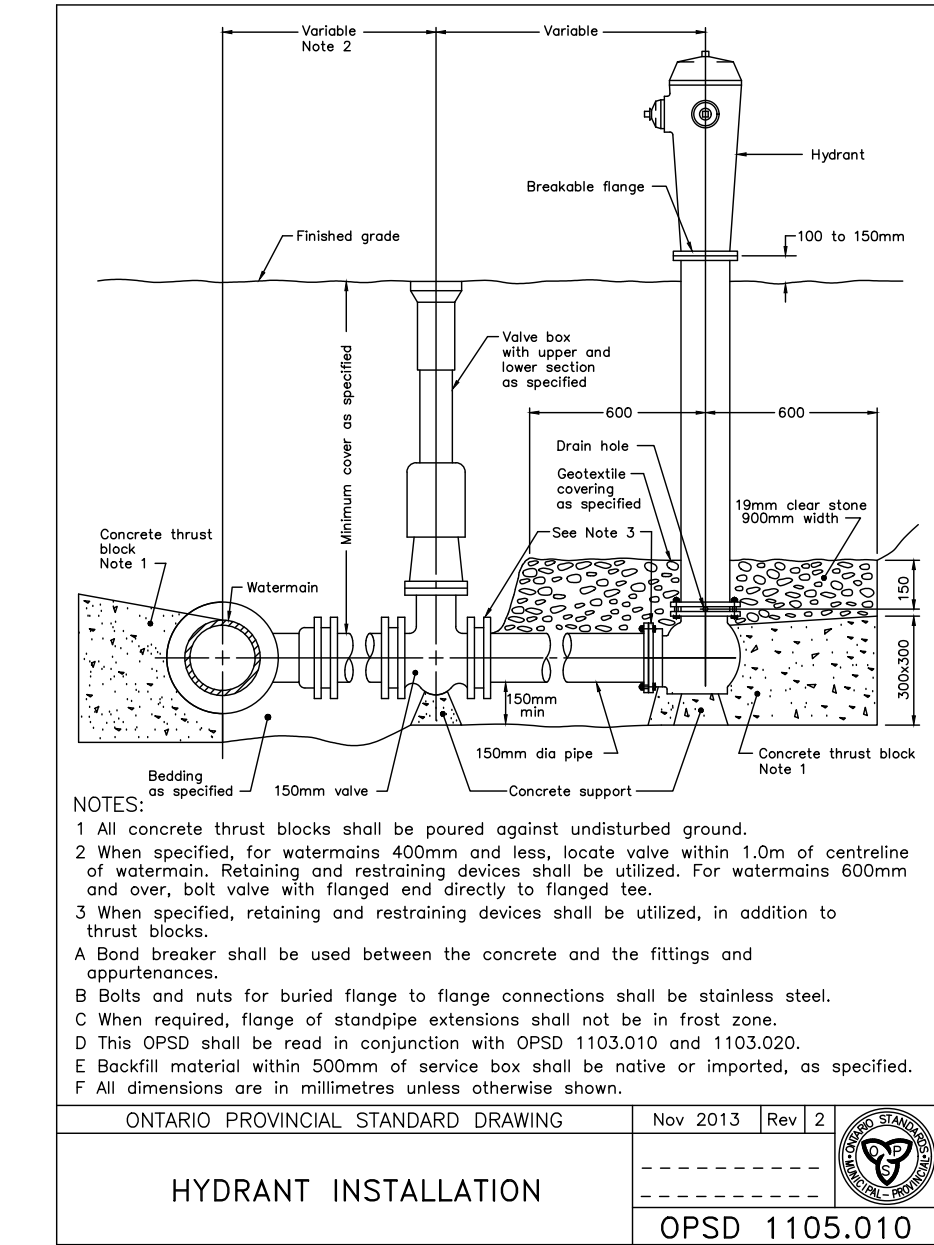 Variable
Note 2
Variable
Hydrant
Breakable flange
100 to 150mm
Finished grade
Valve box
with upper and
lower section
as specified
Minimum cover as specified
600
600
Drain hole
Geotextile
covering
as specified
19mm clear stone
900mm width
See Note 3
Concrete thrust
block
Note 1
Watermain
150
300x300
150mm
min
150mm dia pipe
Concrete thrust block
Note 1
Bedding
as specified
150mm valve
Concrete support
NOTES:
1 All concrete thrust blocks shall be poured against undisturbed ground.
2 When specified, for watermains 400mm and less, locate valve within 1.0m of centreline
of watermain. Retaining and restraining devices shall be utilized. For watermains 600mm
and over, bolt valve with flanged end directly to flanged tee.
3 When specified, retaining and restraining devices shall be utilized, in addition to
thrust blocks.
A Bond breaker shall be used between the concrete and the fittings and
appurtenances.
B Bolts and nuts for buried flange to flange connections shall be stainless steel.
C When required, flange of standpipe extensions shall not be in frost zone.
D This OPSD shall be read in conjunction with OPSD 1103.010 and 1103.020.
E Backfill material within 500mm of service box shall be native or imported, as specified.
F All dimensions are in millimetres unless otherwise shown.
ONTARIO PROVINCIAL STANDARD DRAWING
Nov 2013
Rev
2
HYDRANT INSTALLATION
ONTARIO STANDARDS
MUNICIPAL - PROVINCIAL
O P
S
OPSD 1105.010